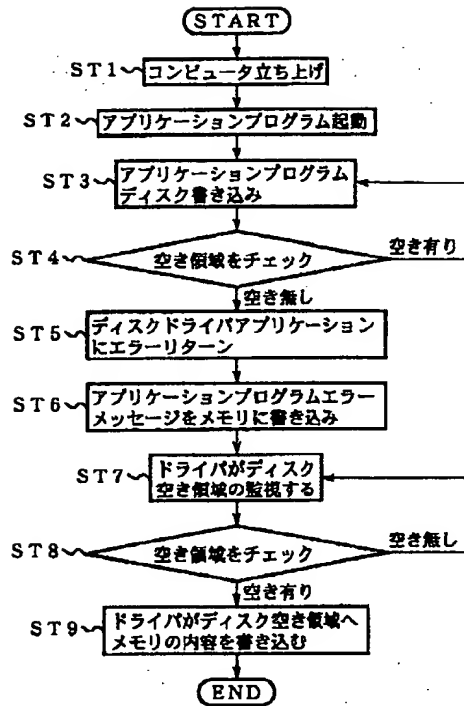 START
ST1 コンピュータ立ち上げ
ST2 アプリケーションプログラム起動
ST3 アプリケーションプログラム
ディスク書き込み
ST4 空き領域をチェック 空き有り
空き無し
ST5 ディスクドライバアプリケーション
にエラーリターン
ST6 アプリケーションプログラムエラー
メッセージをメモリに書き込み
ST7 ドライバがディスク
空き領域の監視する
ST8 空き領域をチェック 空き無し
空き有り
ST9 ドライバがディスク空き領域へ
メモリの内容を書き込む
END